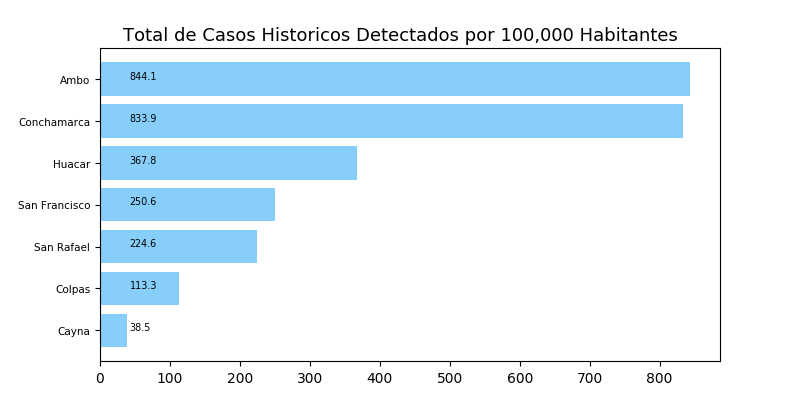 Total de Casos Historicos Detectados por 100,000 Habitantes
Ambo 844.1
Conchamarca 833.9
Huacar 367.8
San Francisco 250.6
San Rafael 224.6
Colpas 113.3
Cayna 38.5
0 100 200 300 400 500 600 700 800